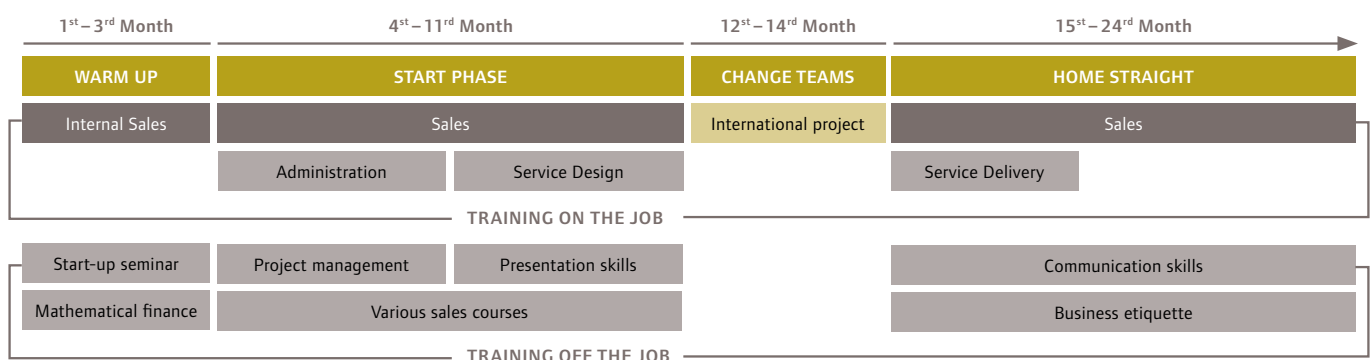 1st – 3rd Month 4st – 11rd Month 12st – 14rd Month 15st – 24rd Month
WARM UP START PHASE CHANGE TEAMS HOME STRAIGHT
Internal Sales Sales International project Sales
Administration Service Design Service Delivery
TRAINING ON THE JOB
Start-up seminar Project management Presentation skills Communication skills
Mathematical finance Various sales courses Business etiquette
TRAINING OFF THE JOB